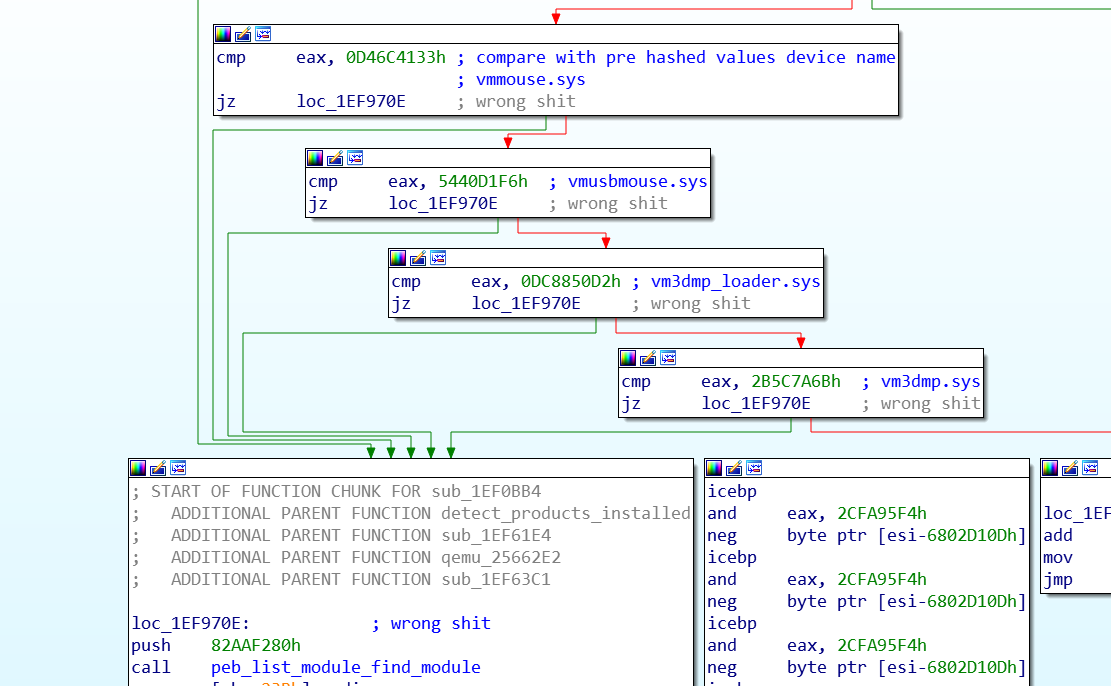 cmp eax, 0D46C4133h ; compare with pre hashed values device name
; vmmouse.sys
jz loc_1EF970E ; wrong shit
cmp eax, 5440D1F6h ; vmusbmouse.sys
jz loc_1EF970E ; wrong shit
cmp eax, 0DC8850D2h ; vm3dmp_loader.sys
jz loc_1EF970E ; wrong shit
cmp eax, 2B5C7A6Bh ; vm3dmp.sys
jz loc_1EF970E ; wrong shit
; START OF FUNCTION CHUNK FOR sub_1EF0BB4
; ADDITIONAL PARENT FUNCTION detect_products_installed
; ADDITIONAL PARENT FUNCTION sub_1EF61E4
; ADDITIONAL PARENT FUNCTION qemu_25662E2
; ADDITIONAL PARENT FUNCTION sub_1EF63C1
loc_1EF970E: ; wrong shit
push 82AAF280h
call peb_list_module_find_module
icebp
and eax, 2CFA95F4h
neg byte ptr [esi-6802D10Dh]
icebp
and eax, 2CFA95F4h
neg byte ptr [esi-6802D10Dh]
icebp
and eax, 2CFA95F4h
neg byte ptr [esi-6802D10Dh]
loc_1EF
add
mov
jmp